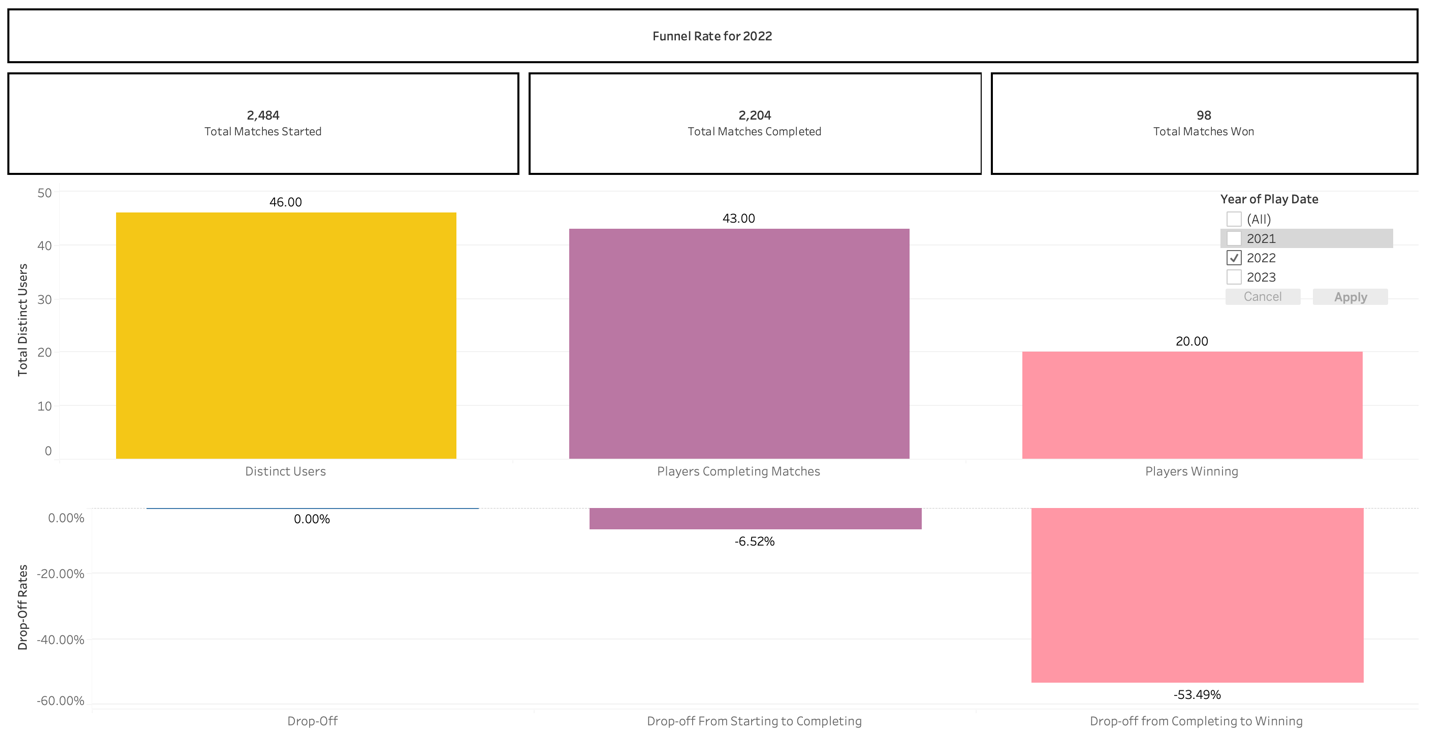 Funnel Rate for 2022
2,484
Total Matches Started
2,204
Total Matches Completed
98
Total Matches Won
Total Distinct Users
50
40
30
20
10
0
46.00
43.00
20.00
Year of Play Date
(All)
2021
2022
2023
Cancel Apply
Distinct Users
Players Completing Matches
Players Winning
Drop-Off Rates
0.00%
-20.00%
-40.00%
-60.00%
0.00%
-6.52%
-53.49%
Drop-Off
Drop-off From Starting to Completing
Drop-off from Completing to Winning